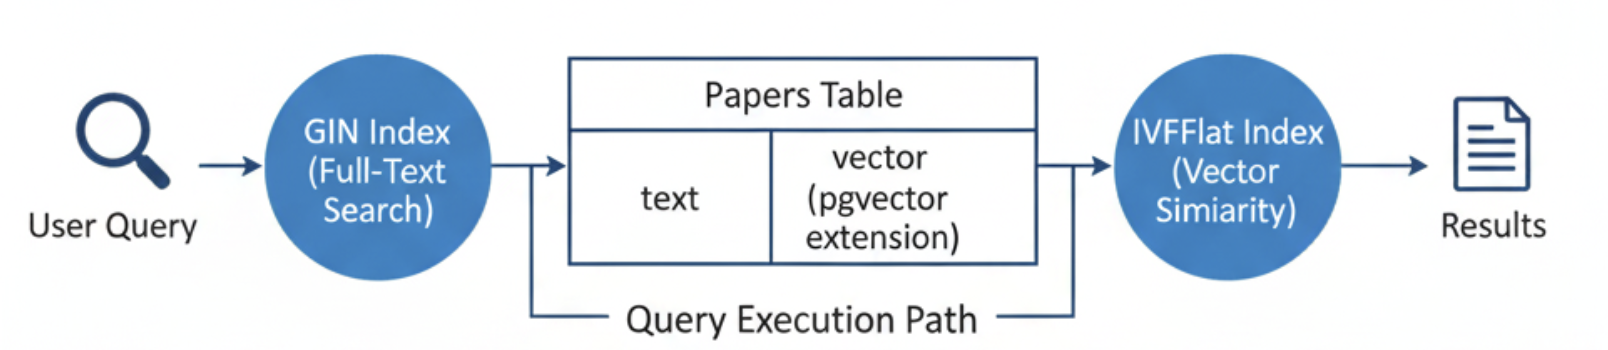 User Query
GIN Index
(Full-Text
Search)
Papers Table
text
vector
(pgvector
extension)
Query Execution Path
IVFFlat Index
(Vector
Simiarity)
Results